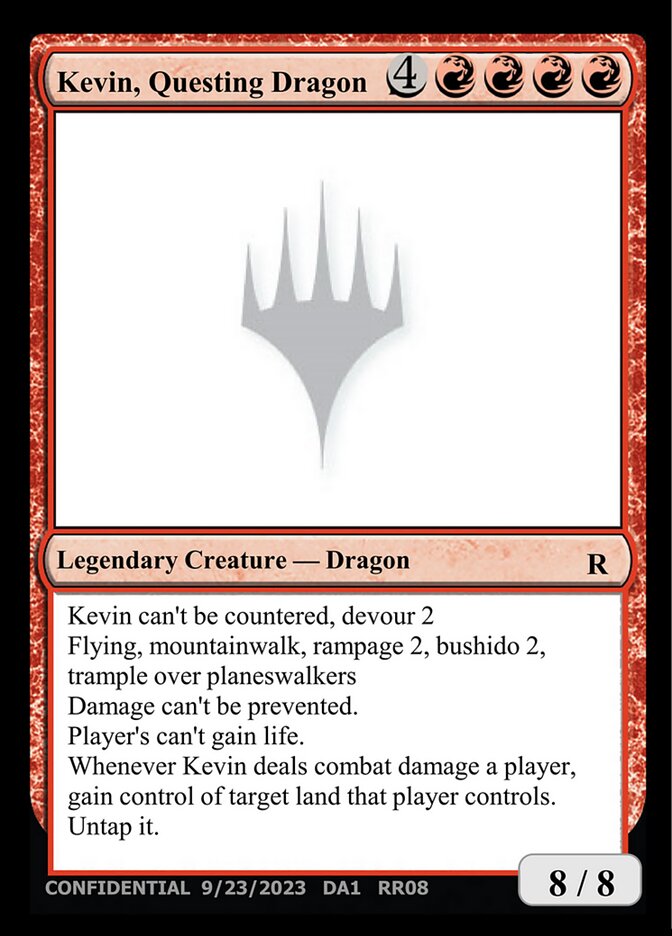 Kevin, Questing Dragon 4
Legendary Creature — Dragon R
Kevin can't be countered, devour 2
Flying, mountainwalk, rampage 2, bushido 2,
trample over planeswalkers
Damage can't be prevented.
Player's can't gain life.
Whenever Kevin deals combat damage a player,
gain control of target land that player controls.
Untap it.
CONFIDENTIAL 9/23/2023 DA1 RR08
8 / 8